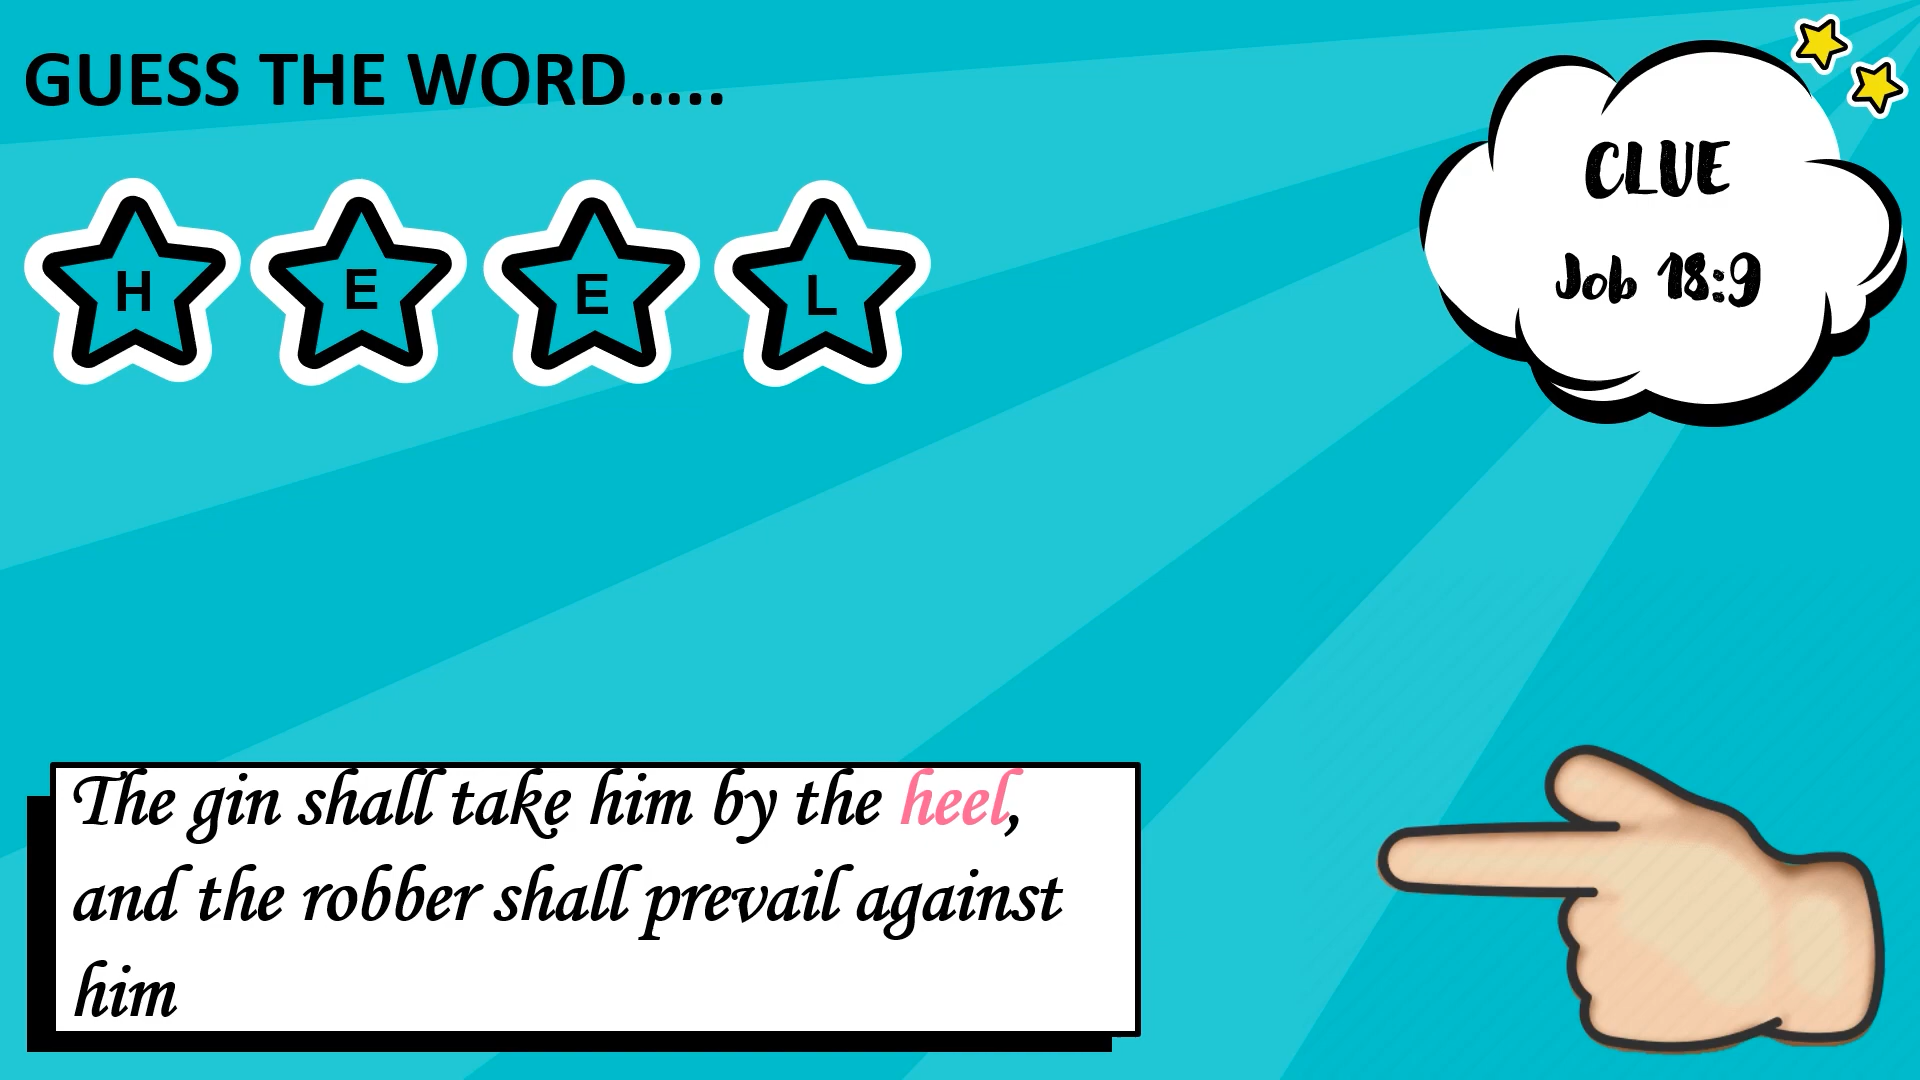 GUESS THE WORD.....
CLUE
Job 18:9
H E E L
The gin shall take him by the heel,
and the robber shall prevail against
him